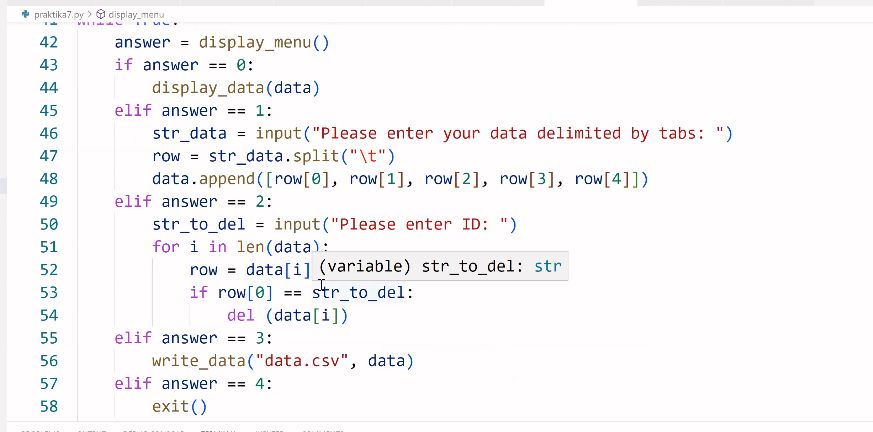 praktika7.py > display_menu
41 while True:
42 answer = display_menu()
43 if answer == 0:
44 display_data(data)
45 elif answer == 1:
46 str_data = input("Please enter your data delimited by tabs: ")
47 row = str_data.split("\t")
48 data.append([row[0], row[1], row[2], row[3], row[4]])
49 elif answer == 2:
50 str_to_del = input("Please enter ID: ")
51 for i in len(data):
52 row = data[i] (variable) str_to_del: str
53 if row[0] == str_to_del:
54 del (data[i])
55 elif answer == 3:
56 write_data("data.csv", data)
57 elif answer == 4:
58 exit()